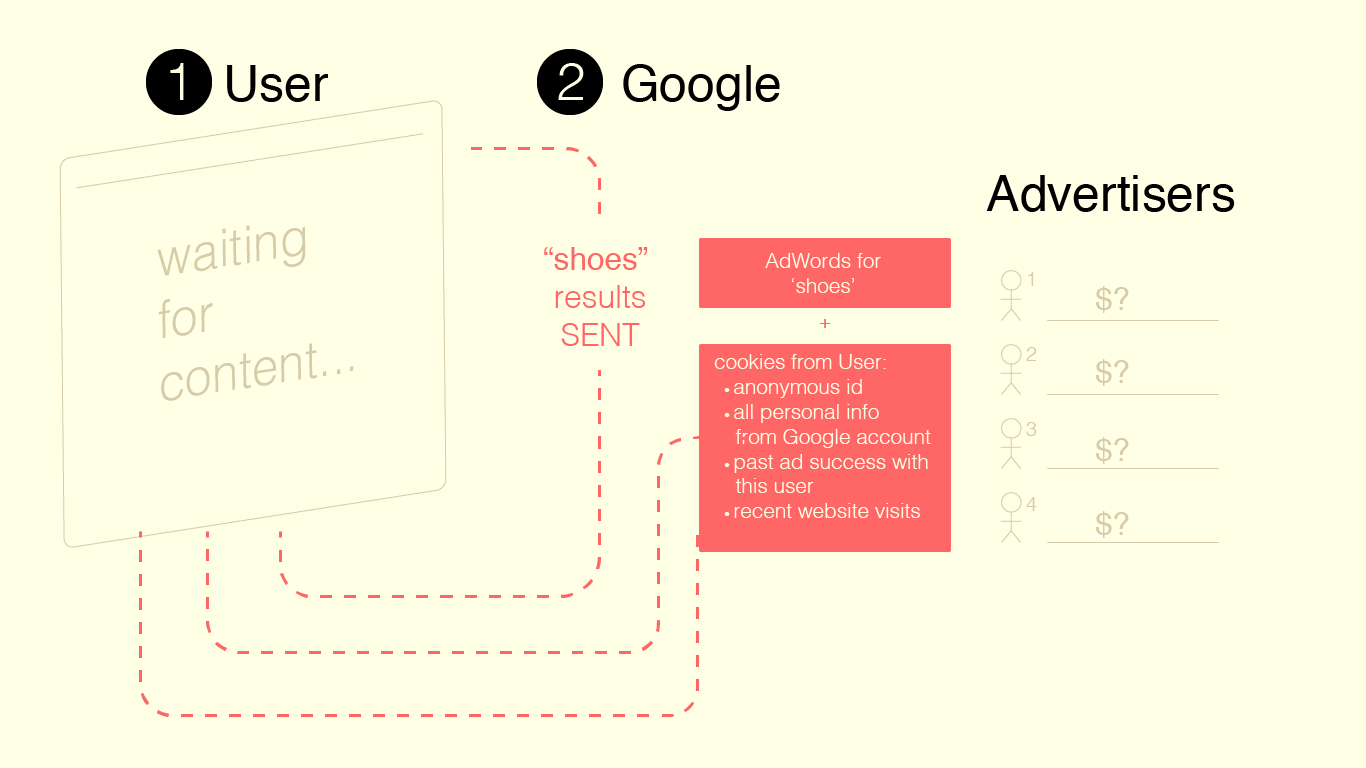 1 User
2 Google
waiting
for
content...
“shoes”
results
SENT
AdWords for
‘shoes’
+
cookies from User:
•anonymous id
•all personal info
from Google account
•past ad success with
this user
•recent website visits
Advertisers
1 $?
2 $?
3 $?
4 $?